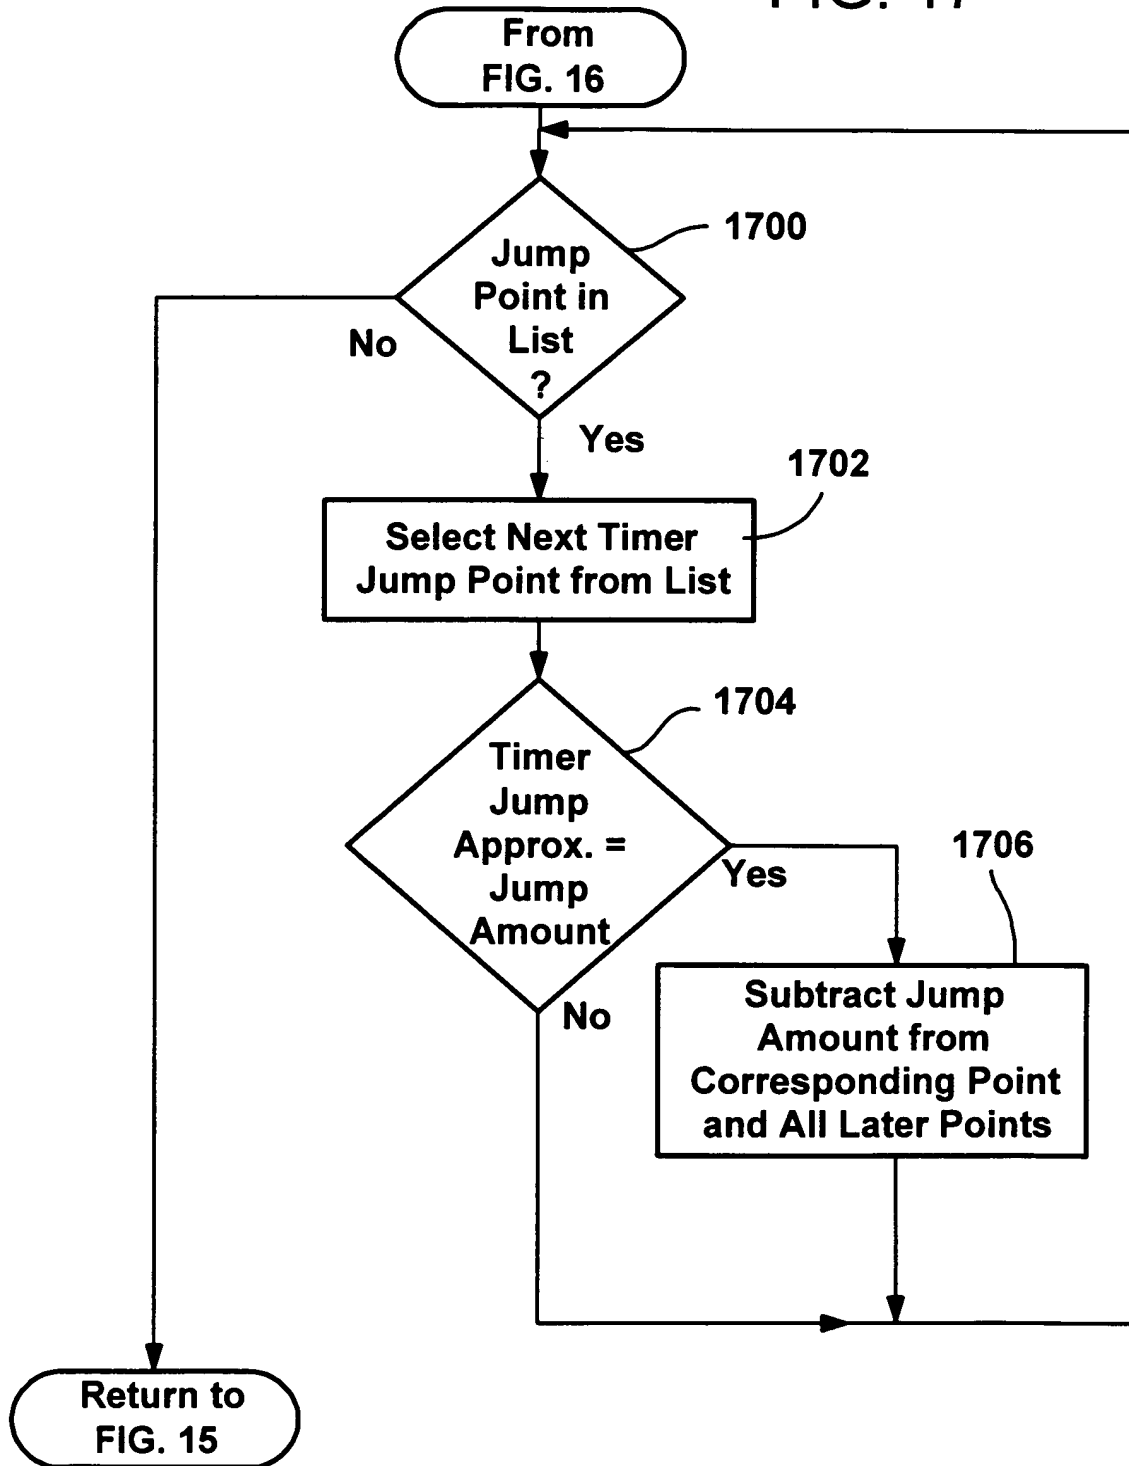 FIG. 17
From
FIG. 16
1700
Jump
Point in
List
?
No
Yes
1702
Select Next Timer
Jump Point from List
1704
Timer
Jump
Approx. =
Jump
Amount
Yes
1706
No
Subtract Jump
Amount from
Corresponding Point
and All Later Points
Return to
FIG. 15